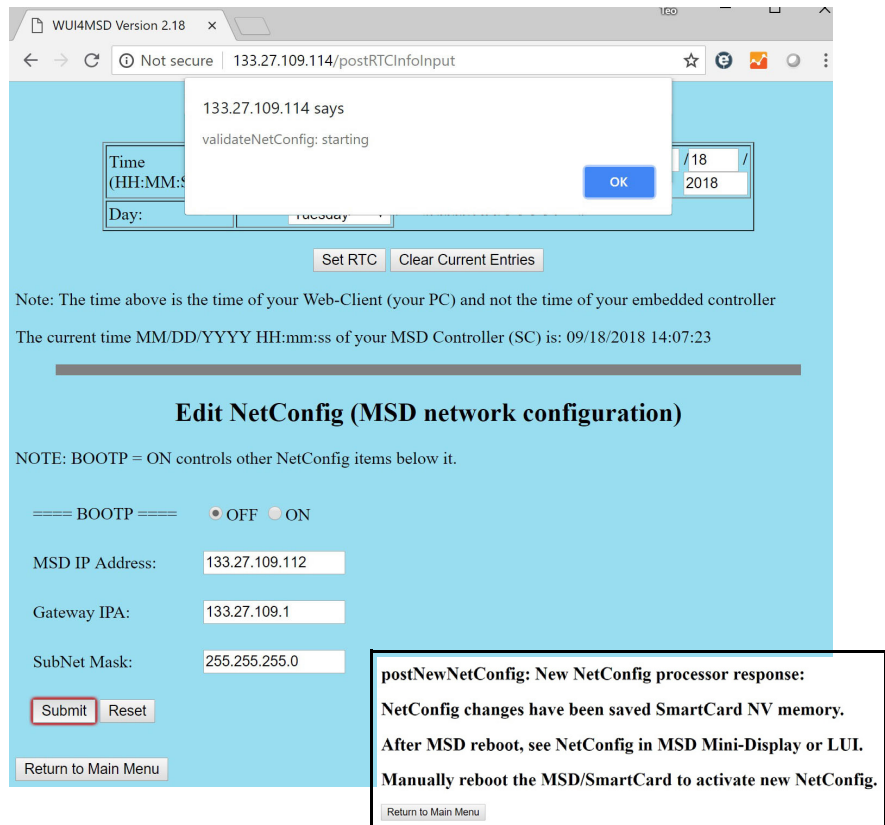 Teo
WUI4MSD Version 2.18
Not secure 133.27.109.114/postRTCInfoInput
133.27.109.114 says
validateNetConfig: starting
OK
Time
(HH:MM:
/18 /
2018
Day:
Tuesday
Set RTC Clear Current Entries
Note: The time above is the time of your Web-Client (your PC) and not the time of your embedded controller
The current time MM/DD/YYYY HH:mm:ss of your MSD Controller (SC) is: 09/18/2018 14:07:23
Edit NetConfig (MSD network configuration)
NOTE: BOOTP = ON controls other NetConfig items below it.
==== BOOTP ==== OFF ON
MSD IP Address: 133.27.109.112
Gateway IPA: 133.27.109.1
SubNet Mask: 255.255.255.0
Submit Reset
Return to Main Menu
postNewNetConfig: New NetConfig processor response:
NetConfig changes have been saved SmartCard NV memory.
After MSD reboot, see NetConfig in MSD Mini-Display or LUI.
Manually reboot the MSD/SmartCard to activate new NetConfig.
Return to Main Menu